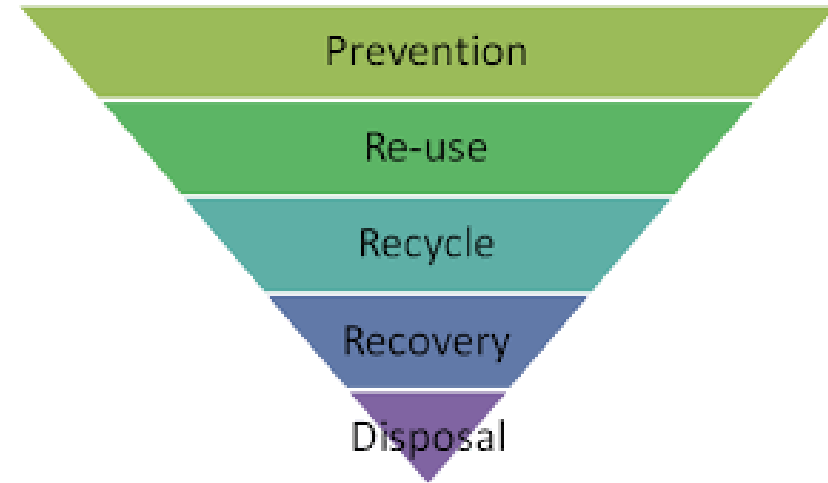 Prevention
Re-use
Recycle
Recovery
Disposal